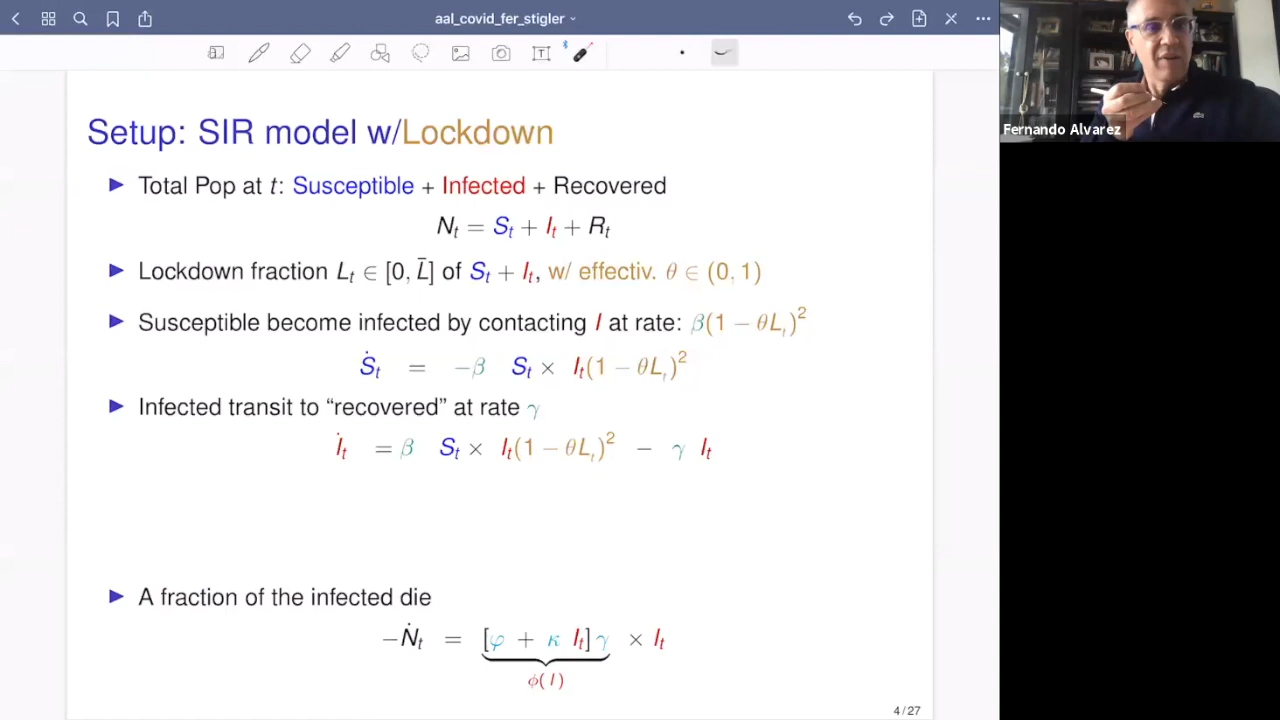 aal_covid_fer_stigler
Setup: SIR model w/Lockdown
Total Pop at t: Susceptible + Infected + Recovered
N_t = S_t + I_t + R_t
Lockdown fraction L_t ∈ [0, L̄] of S_t + I_t, w/ effectiv. θ ∈ (0, 1)
Susceptible become infected by contacting I at rate: β(1 − θL_t)²
Ṡ_t = −β S_t × I_t(1 − θL_t)²
Infected transit to “recovered” at rate γ
İ_t = β S_t × I_t(1 − θL_t)² − γ I_t
A fraction of the infected die
−Ṅ_t = [φ + κ I_t] γ × I_t
ϕ(I)
4 / 27
Fernando Alvarez